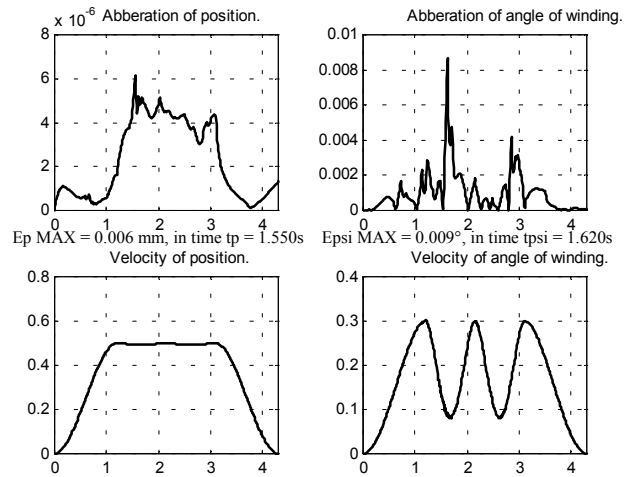 x 10⁻⁶ Abberation of position.
8
6
4
2
0
0 1 2 3 4
Abberation of angle of winding.
0.01
0.008
0.006
0.004
0.002
0
0 1 2 3 4
Ep MAX = 0.006 mm, in time tp = 1.550s
Epsi MAX = 0.009°, in time tpsi = 1.620s
Velocity of position.
0.8
0.6
0.4
0.2
0
0 1 2 3 4
Velocity of angle of winding.
0.4
0.3
0.2
0.1
0
0 1 2 3 4